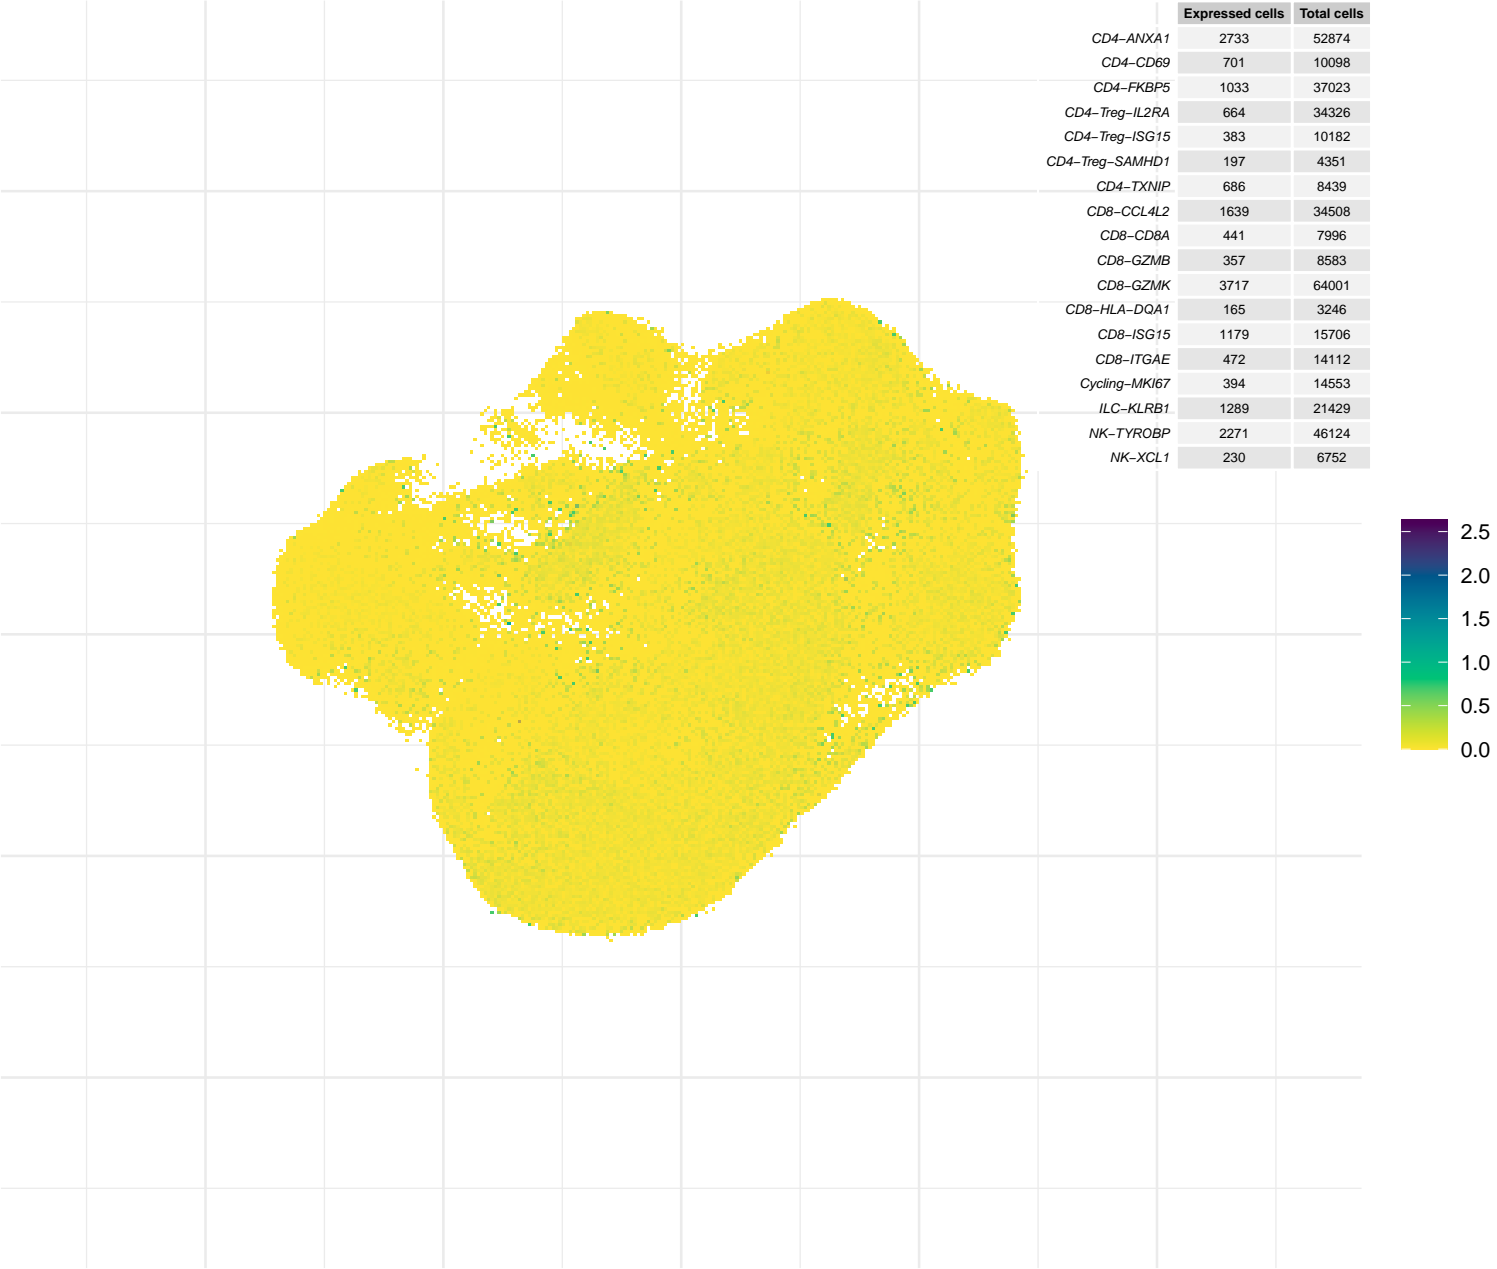 Expressed cells Total cells
CD4−ANXA1 2733 52874
CD4−CD69 701 10098
CD4−FKBP5 1033 37023
CD4−Treg−IL2RA 664 34326
CD4−Treg−ISG15 383 10182
CD4−Treg−SAMHD1 197 4351
CD4−TXNIP 686 8439
CD8−CCL4L2 1639 34508
CD8−CD8A 441 7996
CD8−GZMB 357 8583
CD8−GZMK 3717 64001
CD8−HLA−DQA1 165 3246
CD8−ISG15 1179 15706
CD8−ITGAE 472 14112
Cycling−MKI67 394 14553
ILC−KLRB1 1289 21429
NK−TYROBP 2271 46124
NK−XCL1 230 6752
2.5
2.0
1.5
1.0
0.5
0.0